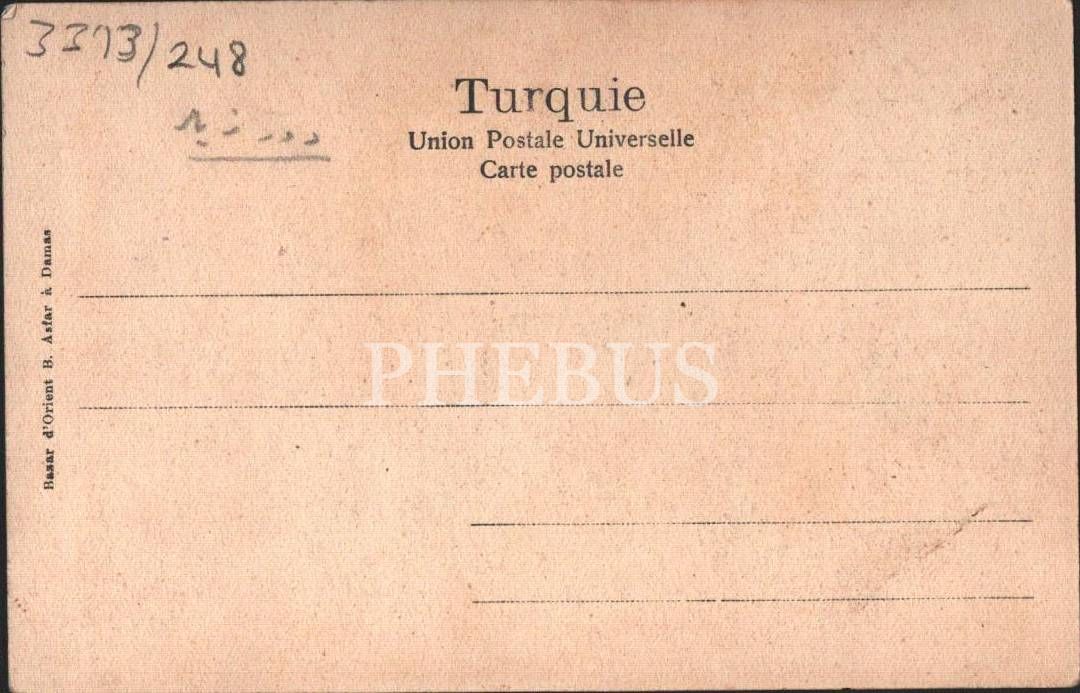 3373/248
Turquie
Union Postale Universelle
Carte postale
Bazar d'Orient B. Asfar à Damas
PHEBUS